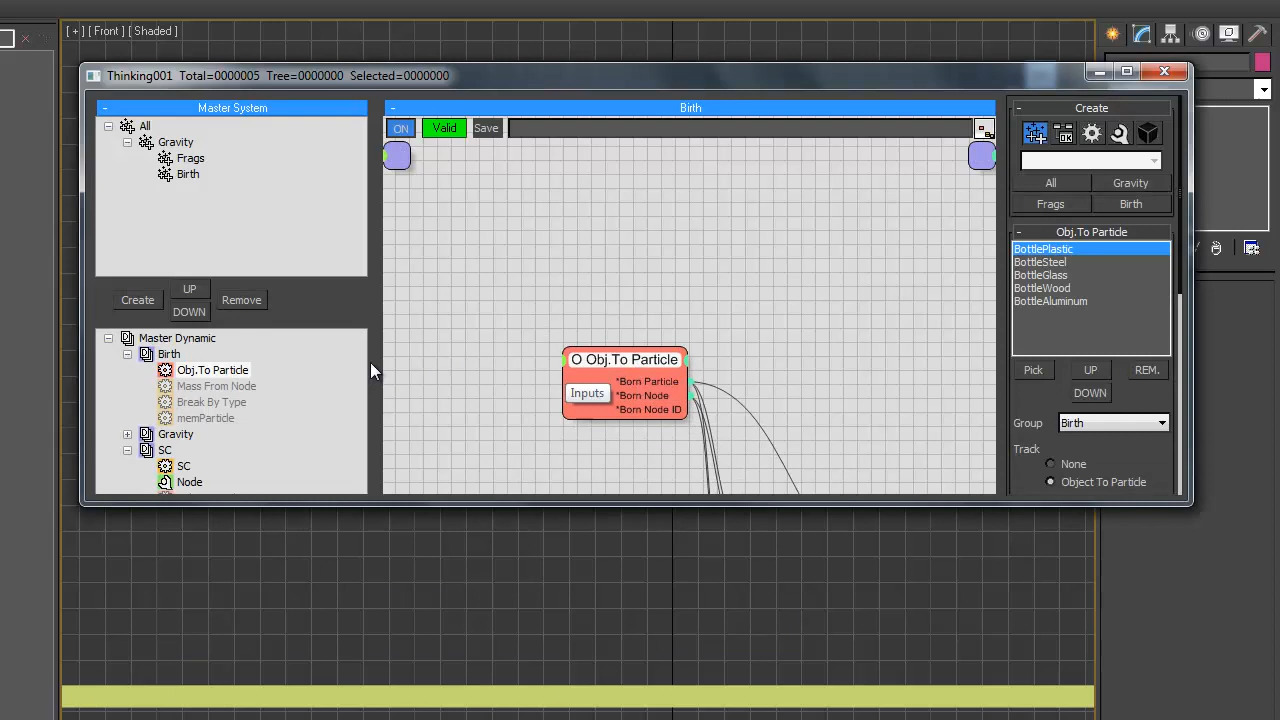 [ + ] [ Front ] [ Shaded ]
Thinking001 Total=0000005 Tree=0000000 Selected=0000000
- Master System
All
Gravity
Frags
Birth
Create UP Remove
DOWN
Master Dynamic
Birth
Obj.To Particle
Mass From Node
Break By Type
memParticle
Gravity
SC
SC
Node
- Birth
ON Valid Save
O Obj.To Particle
*Born Particle
Inputs *Born Node
*Born Node ID
- Create
OK
All Gravity
Frags Birth
- Obj.To Particle
BottlePlastic
BottleSteel
BottleGlass
BottleWood
BottleAluminum
Pick UP REM.
DOWN
Group Birth
Track
None
Object To Particle